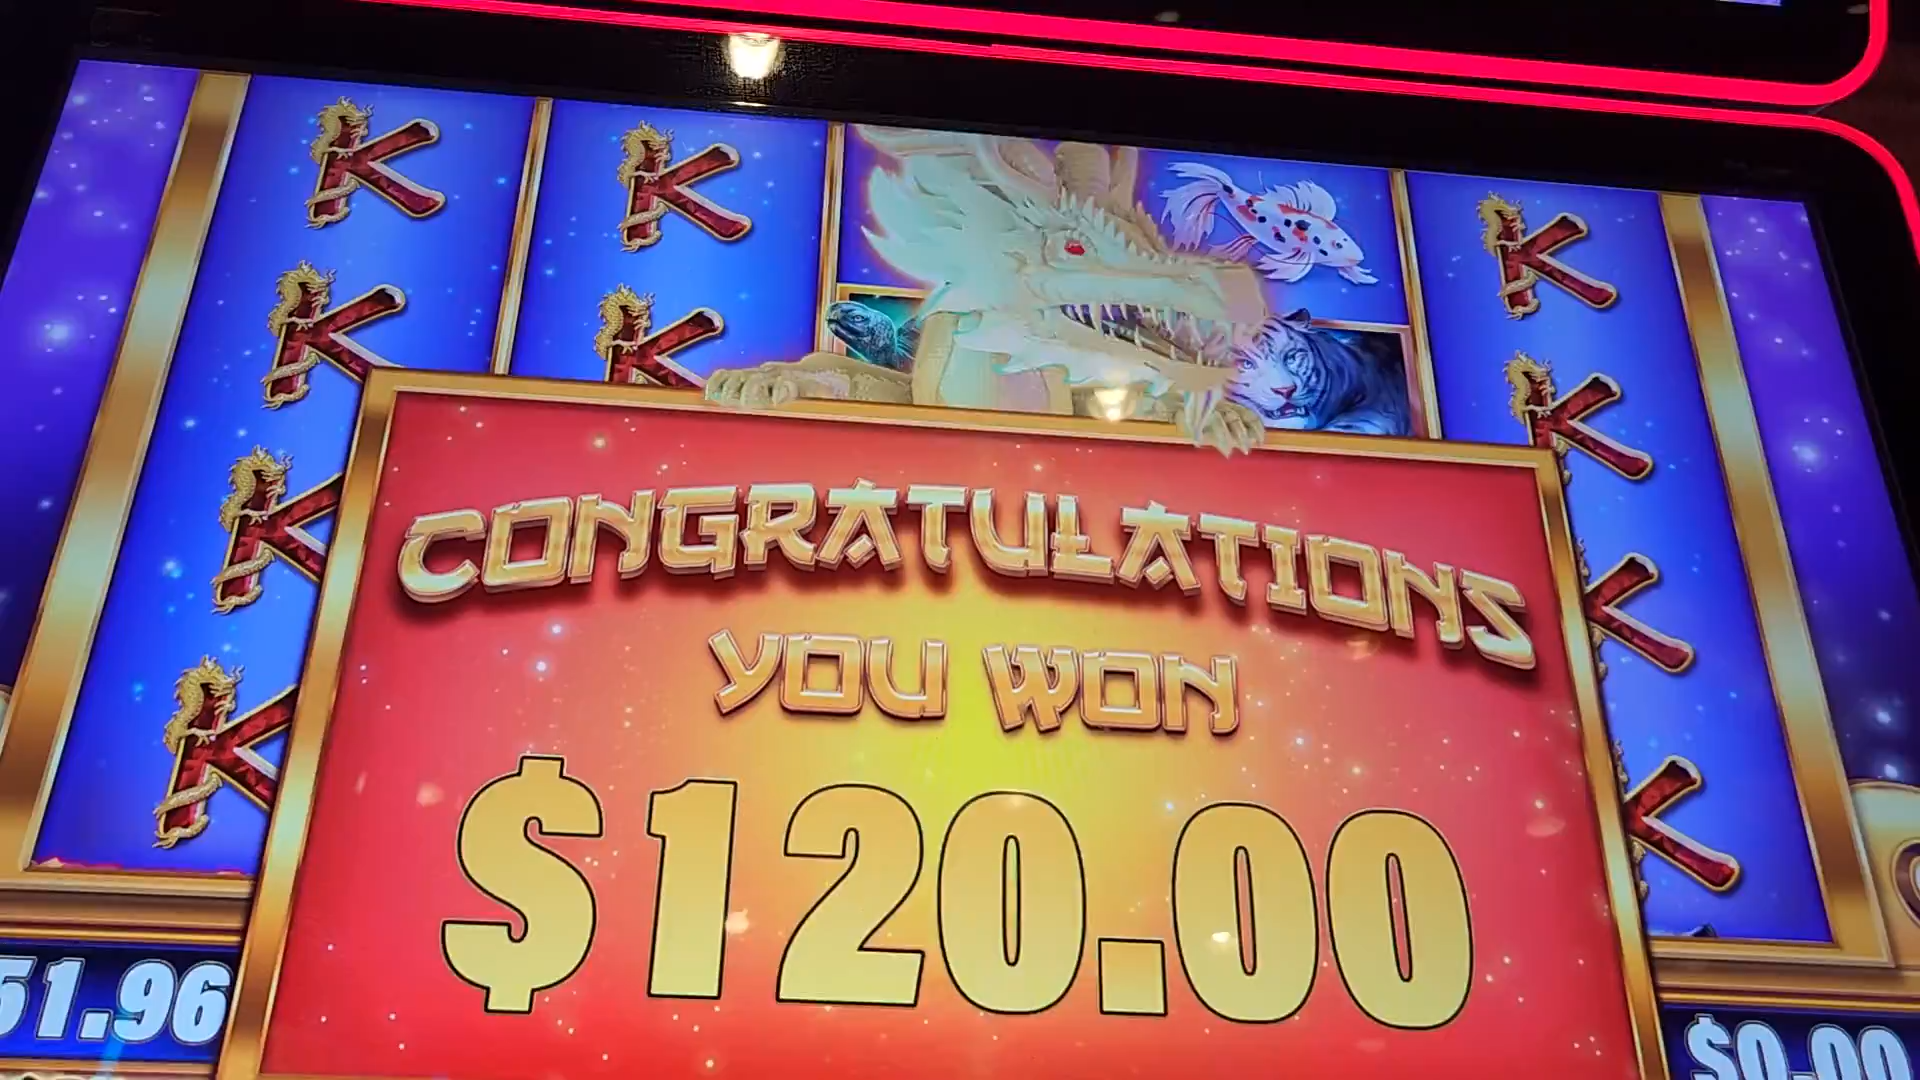 K K K
K K K
CONGRATULATIONS
K K
YOU WON
K K
$120.00
51.96
$0.00